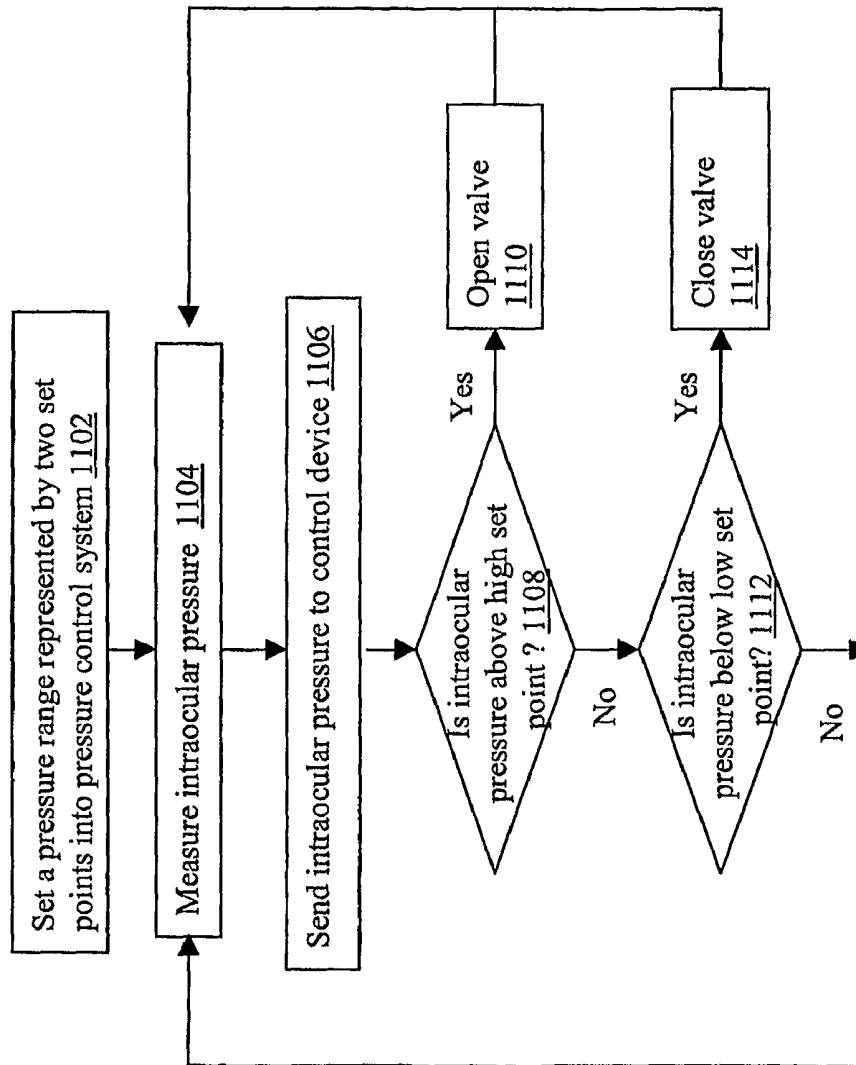 Set a pressure range represented by two set
points into pressure control system 1102
Measure intraocular pressure 1104
Send intraocular pressure to control device 1106
Is intraocular
pressure above high set
point ? 1108
Yes
Open valve
1110
No
Is intraocular
pressure below low set
point? 1112
Yes
Close valve
1114
No